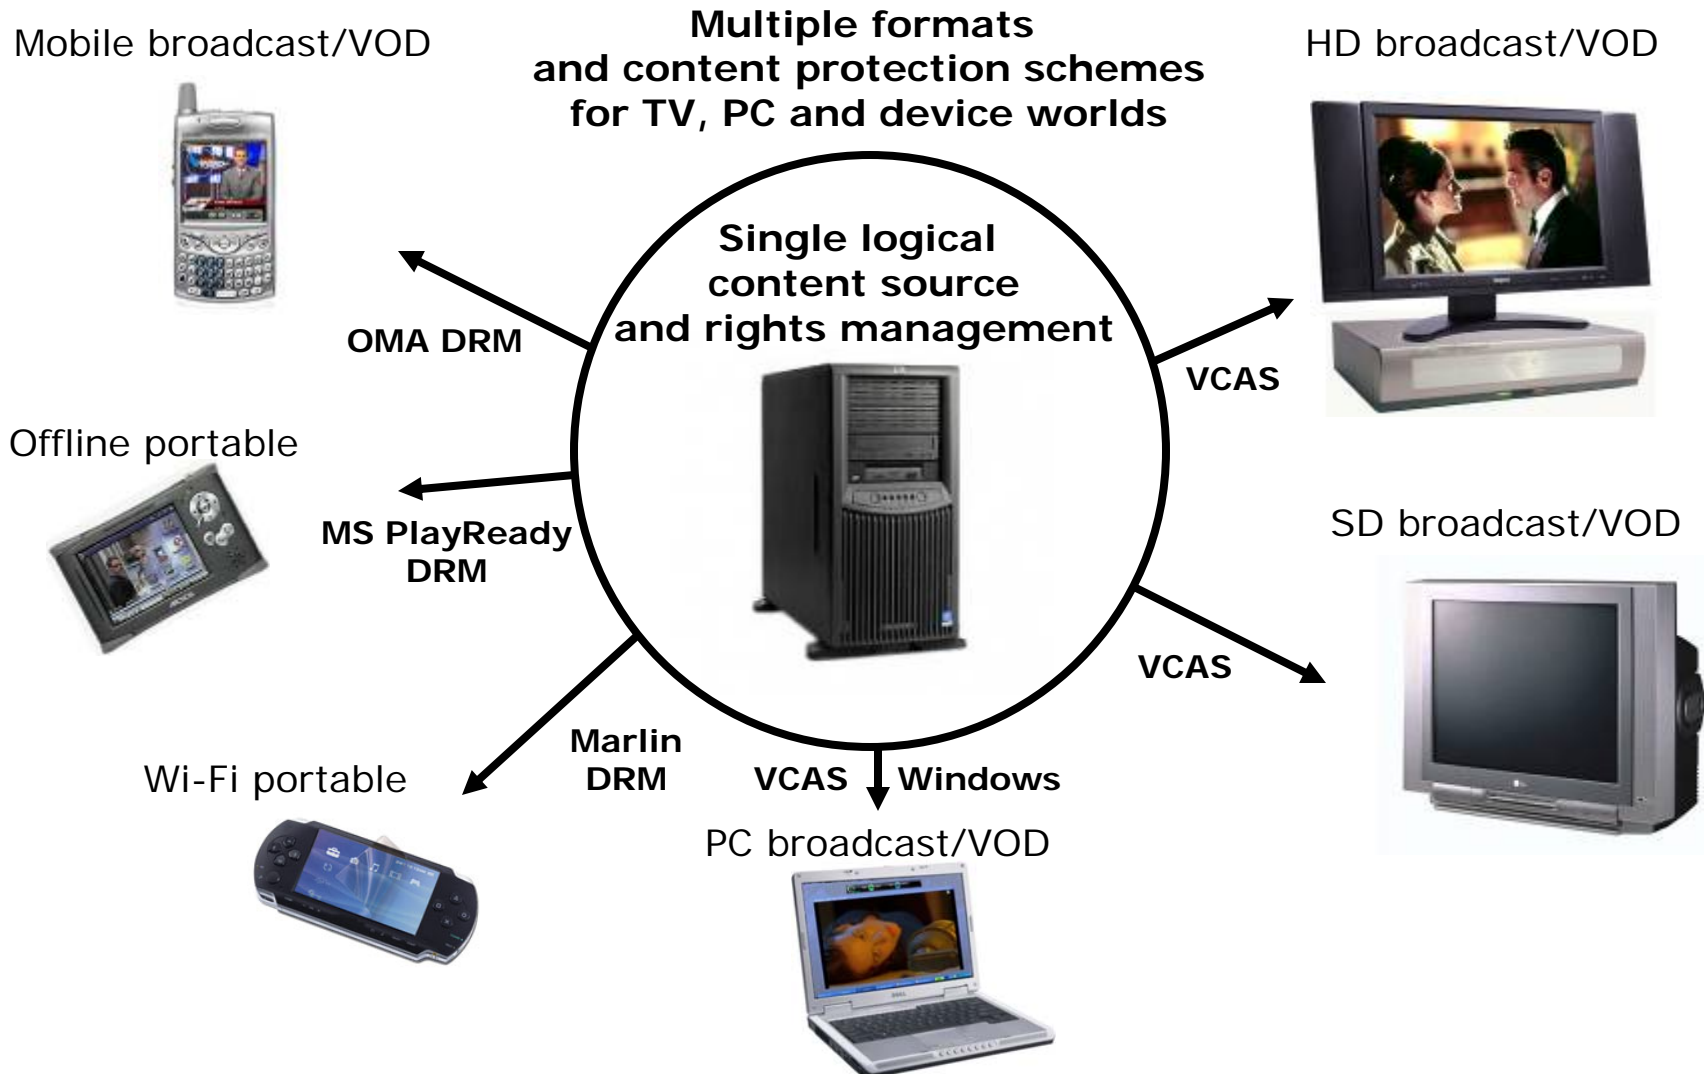 Multiple formats
and content protection schemes
for TV, PC and device worlds
Mobile broadcast/VOD
HD broadcast/VOD
Single logical
content source
and rights management
OMA DRM
VCAS
Offline portable
MS PlayReady
DRM
SD broadcast/VOD
VCAS
Marlin
DRM
VCAS
Windows
Wi-Fi portable
PC broadcast/VOD
DELL